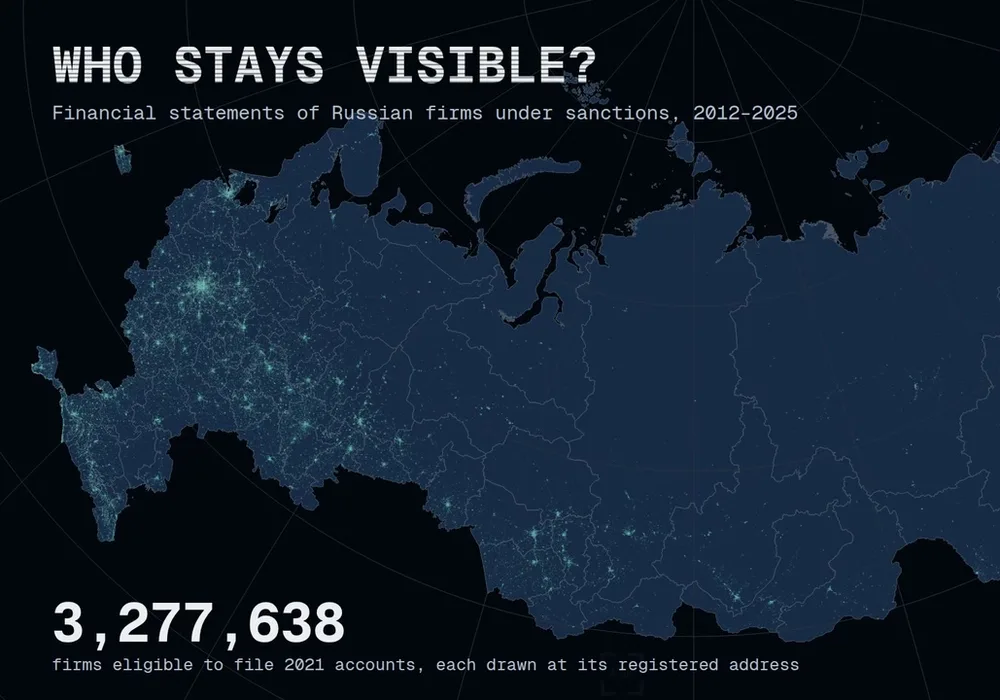 WHO STAYS VISIBLE?
Financial statements of Russian firms under sanctions, 2012–2025
3,277,638
firms eligible to file 2021 accounts, each drawn at its registered address